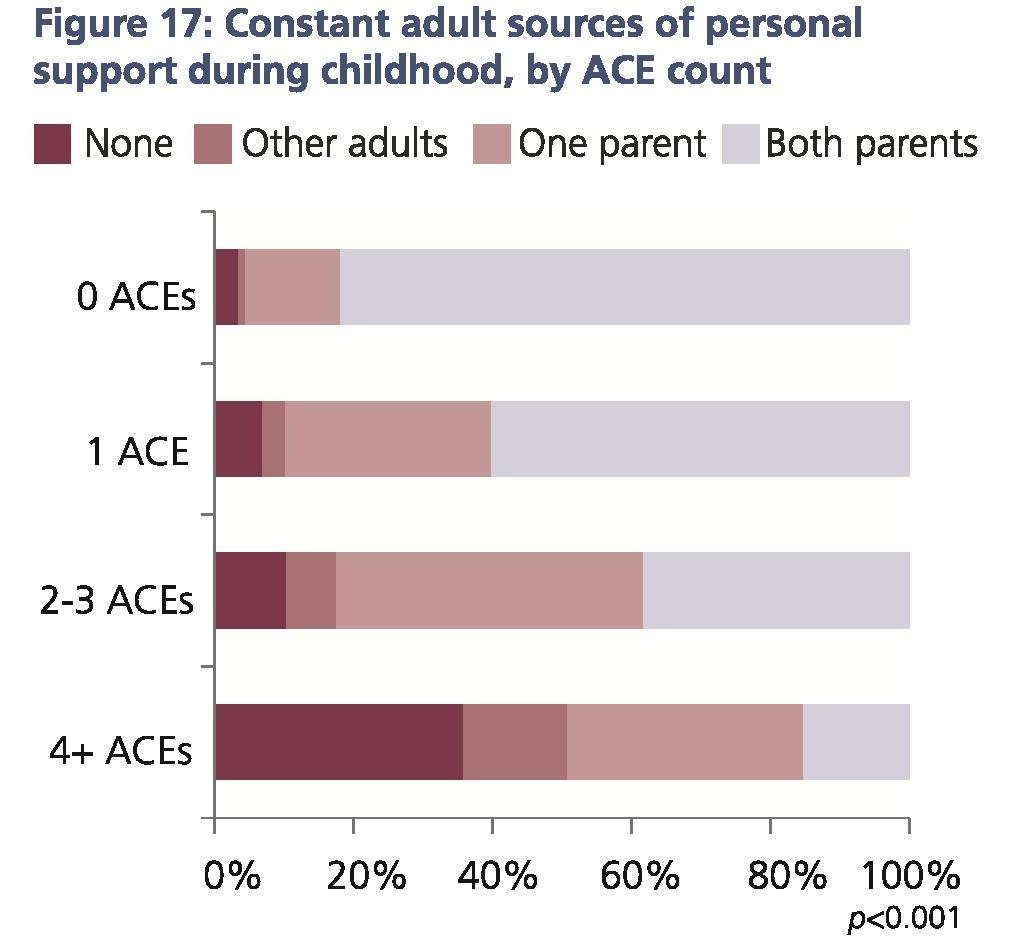 Figure 17: Constant adult sources of personal
support during childhood, by ACE count
None Other adults One parent Both parents
0 ACEs
1 ACE
2-3 ACEs
4+ ACEs
0% 20% 40% 60% 80% 100%
p<0.001